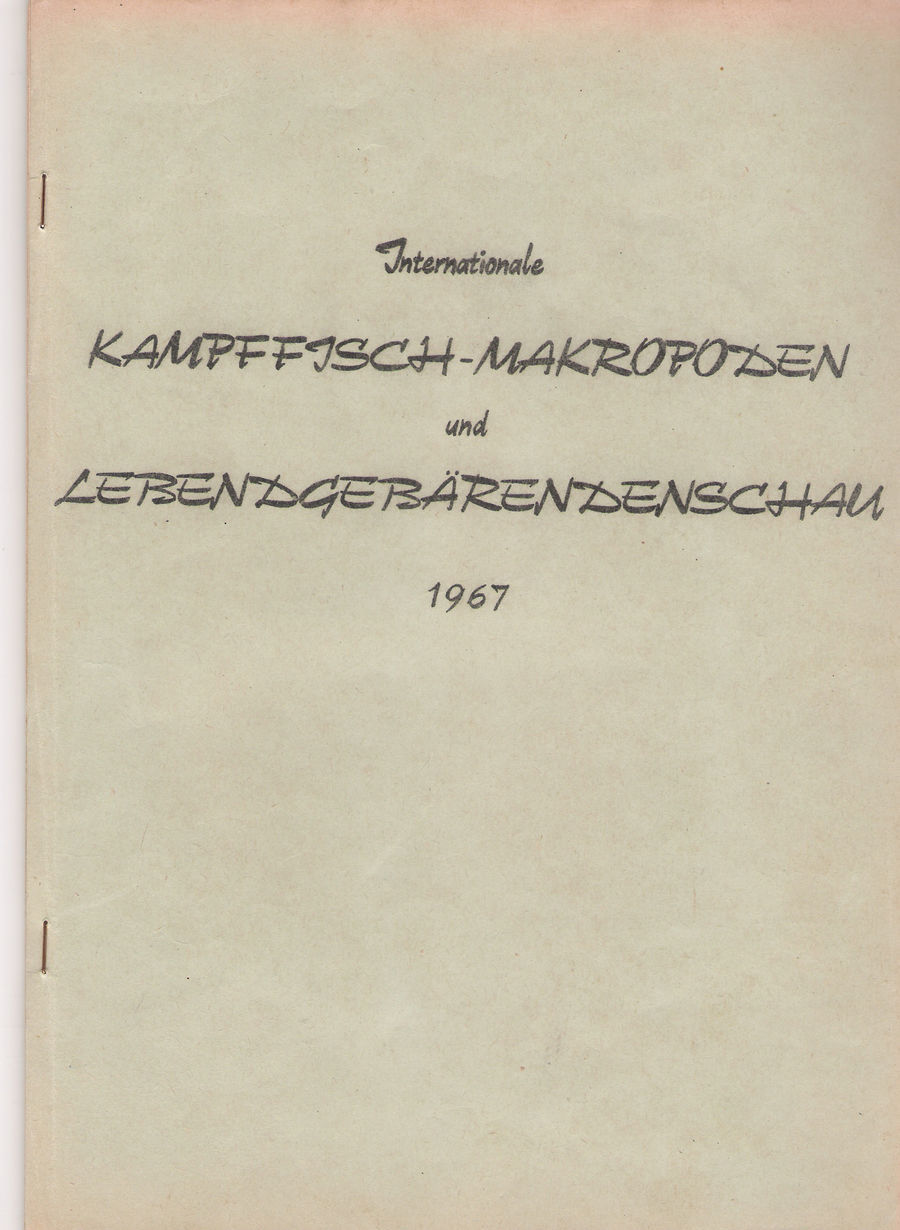 Internationale
KAMPFFISCH-MAKROPODEN
und
LEBENDGEBÄRENDENSCHAU
1967